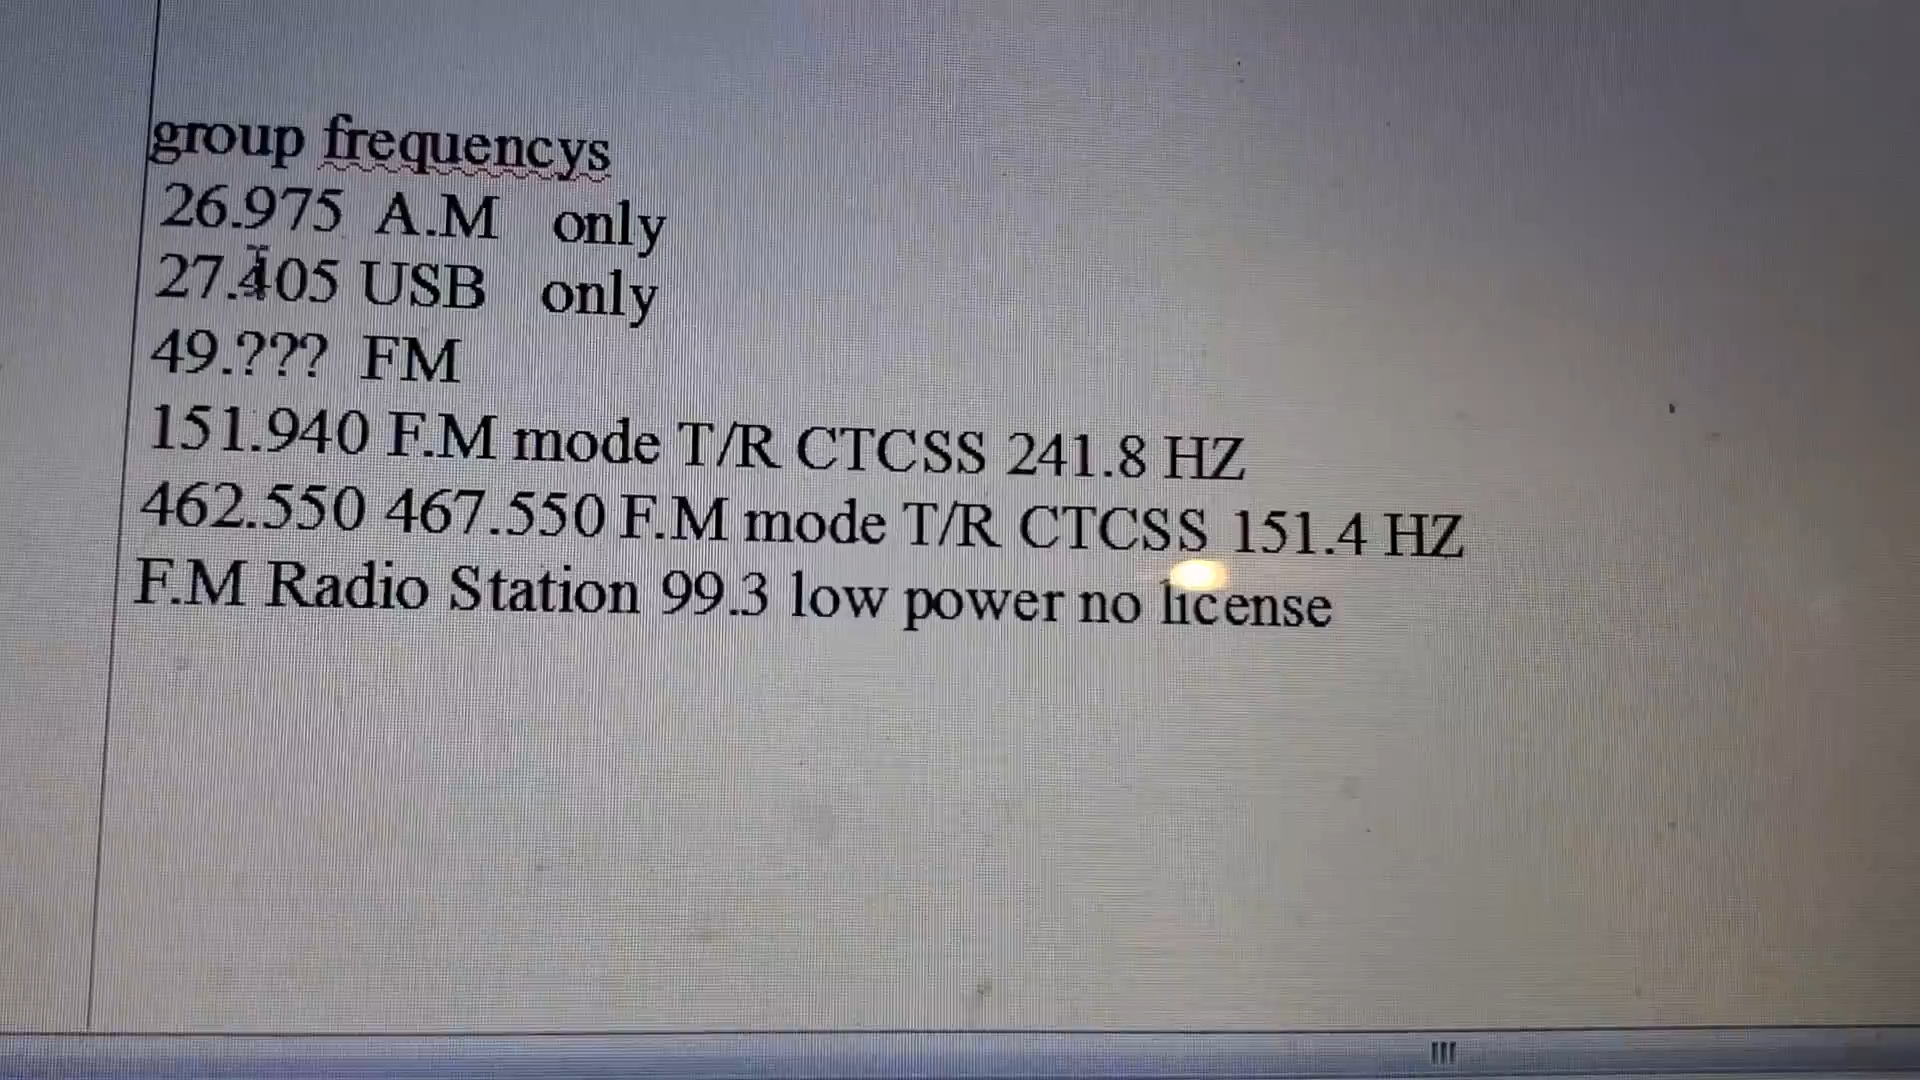 group frequencys
26.975 A.M only
27.405 USB only
49.??? FM
151.940 F.M mode T/R CTCSS 241.8 HZ
462.550 467.550 F.M mode T/R CTCSS 151.4 HZ
F.M Radio Station 99.3 low power no license